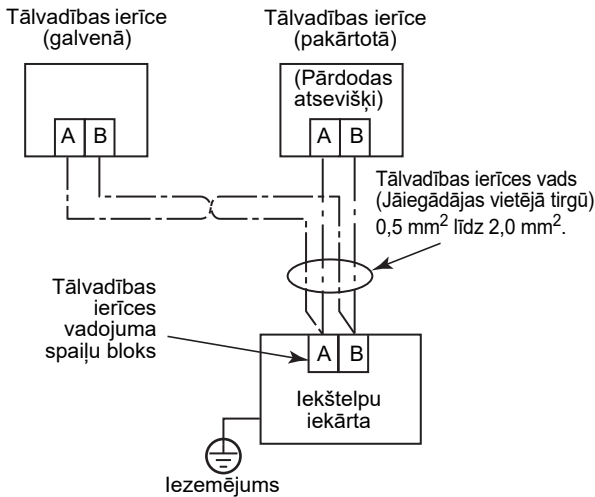 Tālvadības ierīce
(galvenā)
Tālvadības ierīce
(pakārtotā)
(Pārdodas
atsevišķi)
A B
A B
Tālvadības ierīces vads
(Jāiegādājas vietējā tirgū)
0,5 mm² līdz 2,0 mm².
Tālvadības
ierīces
vadojuma
spaiļu bloks
A B
Iekštelpu
iekārta
Iezemējums